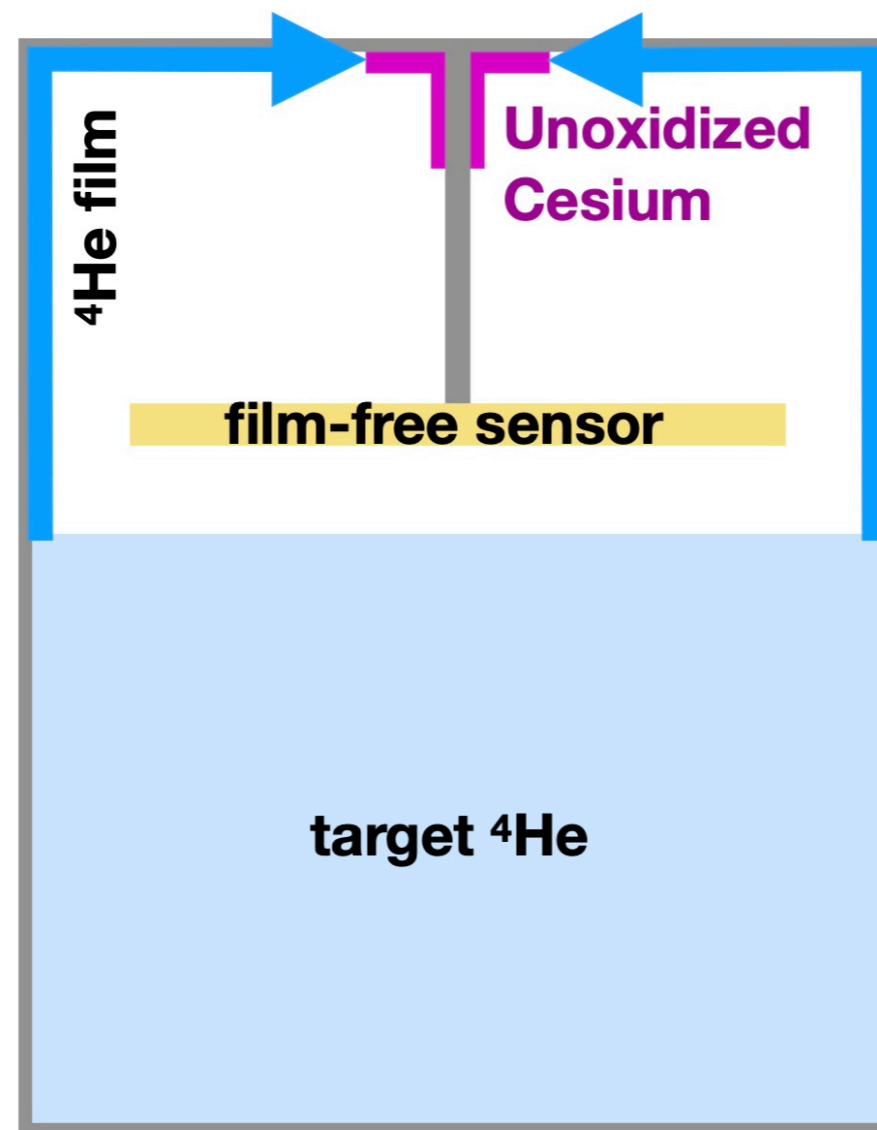 ⁴He film
Unoxidized
Cesium
film-free sensor
target ⁴He